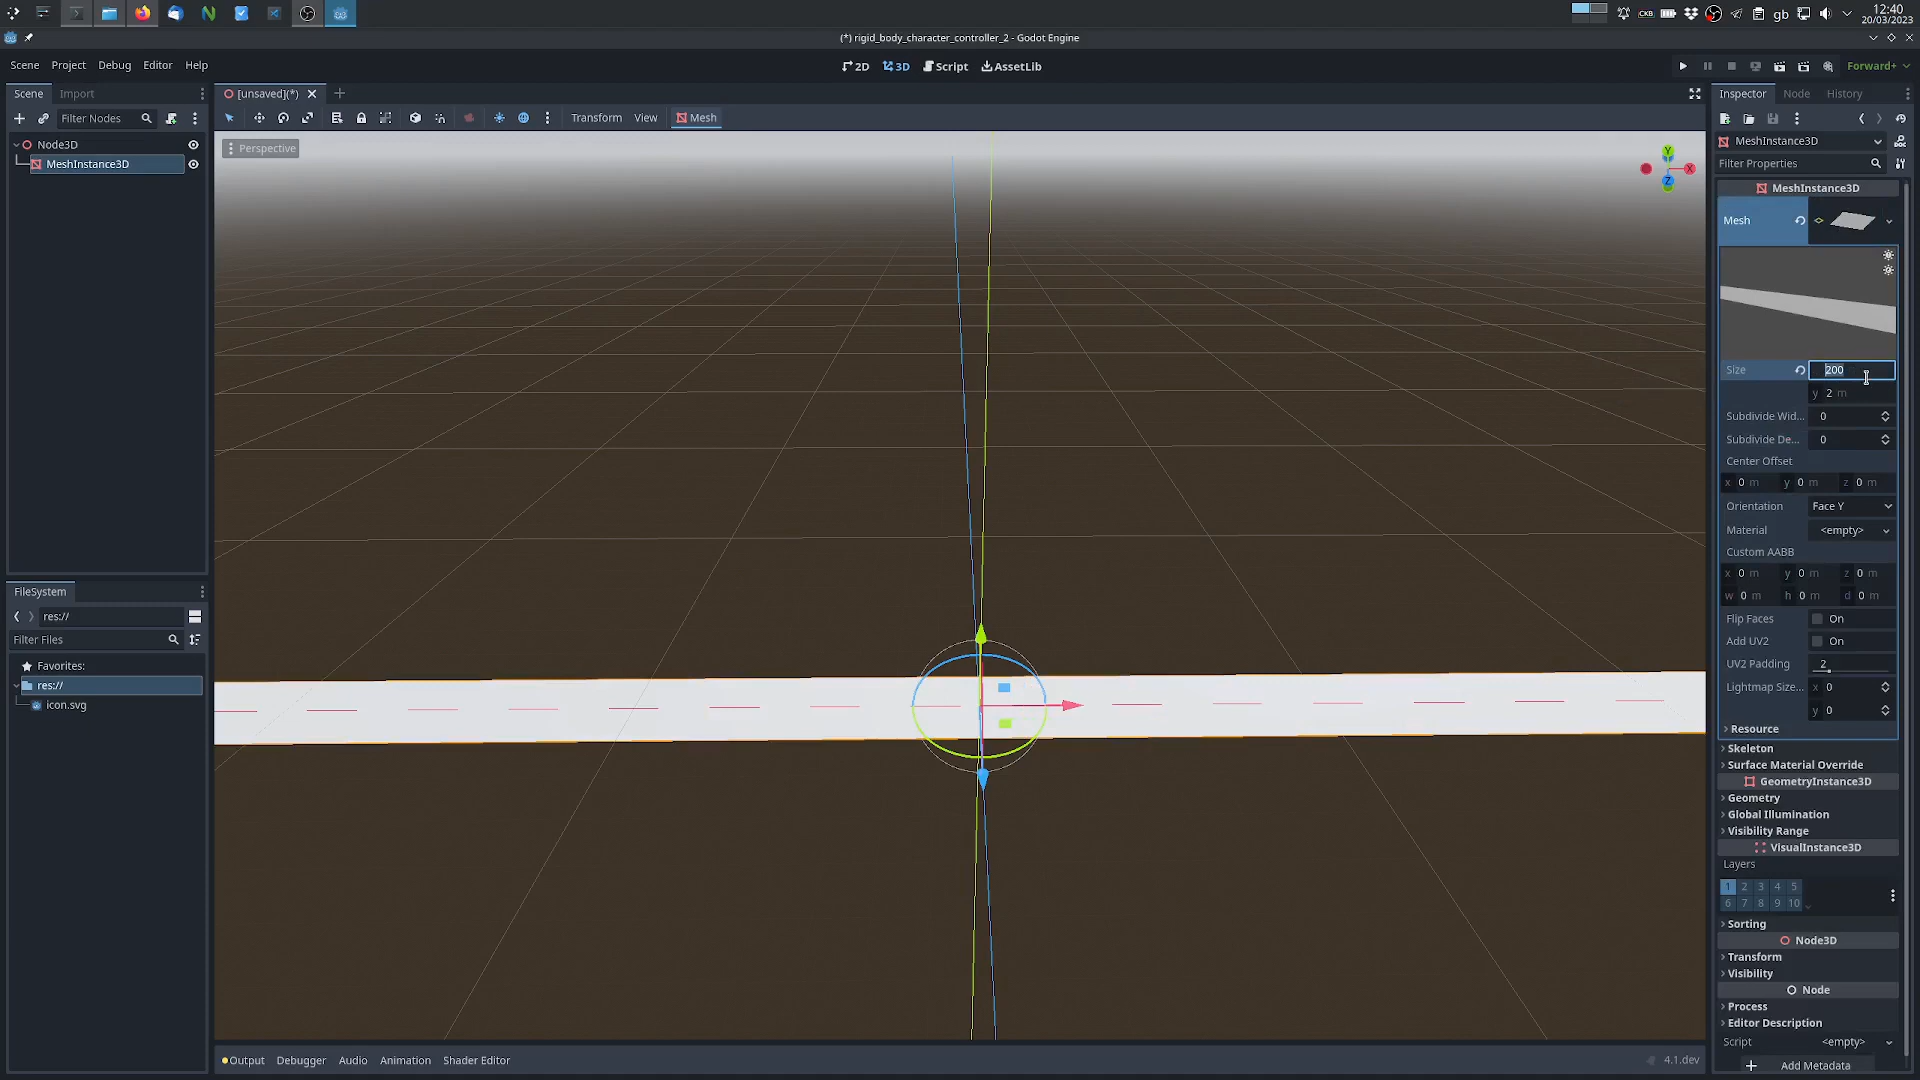 CKB
gb
12:40
20/03/2023
(*) rigid_body_character_controller_2 - Godot Engine
Scene Project Debug Editor Help
2D 3D Script AssetLib
Forward+
Scene Import
[unsaved](*)
Inspector Node History
Filter Nodes
Transform View Mesh
Node3D
MeshInstance3D
Perspective
Y
X
Z
MeshInstance3D
Filter Properties
MeshInstance3D
Mesh
Size 200
y 2 m
Subdivide Wid... 0
Subdivide De... 0
Center Offset
x 0 m y 0 m z 0 m
Orientation Face Y
Material <empty>
Custom AABB
x 0 m y 0 m z 0 m
w 0 m h 0 m d 0 m
Flip Faces On
Add UV2 On
UV2 Padding 2
Lightmap Size... x 0
y 0
Resource
Skeleton
Surface Material Override
GeometryInstance3D
Geometry
Global Illumination
Visibility Range
VisualInstance3D
Layers
1 2 3 4 5
6 7 8 9 10
Sorting
Node3D
Transform
Visibility
Node
Process
Editor Description
Script <empty>
Add Metadata
FileSystem
res://
Filter Files
Favorites:
res://
icon.svg
Output Debugger Audio Animation Shader Editor
4.1.dev